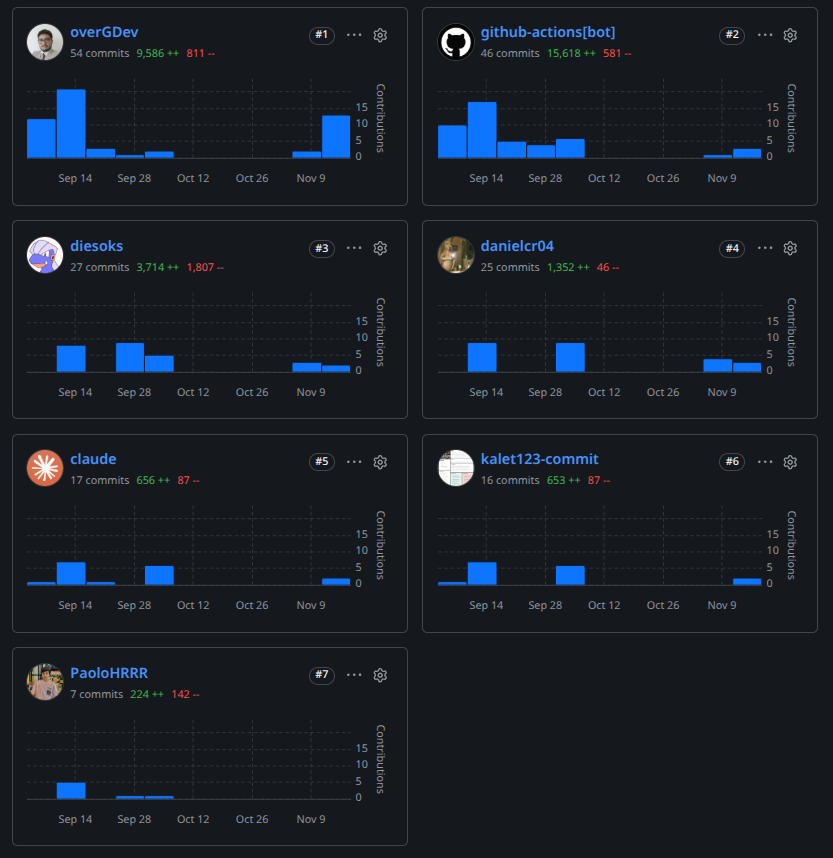 overGDev #1 ...
54 commits 9,586 ++ 811 --
Contributions
15
10
5
0
Sep 14 Sep 28 Oct 12 Oct 26 Nov 9
github-actions[bot] #2 ...
46 commits 15,618 ++ 581 --
Contributions
15
10
5
0
Sep 14 Sep 28 Oct 12 Oct 26 Nov 9
diesoks #3 ...
27 commits 3,714 ++ 1,807 --
Contributions
15
10
5
0
Sep 14 Sep 28 Oct 12 Oct 26 Nov 9
danielcr04 #4 ...
25 commits 1,352 ++ 46 --
Contributions
15
10
5
0
Sep 14 Sep 28 Oct 12 Oct 26 Nov 9
claude #5 ...
17 commits 656 ++ 87 --
Contributions
15
10
5
0
Sep 14 Sep 28 Oct 12 Oct 26 Nov 9
kalet123-commit #6 ...
16 commits 653 ++ 87 --
Contributions
15
10
5
0
Sep 14 Sep 28 Oct 12 Oct 26 Nov 9
PaoloHRRR #7 ...
7 commits 224 ++ 142 --
Contributions
15
10
5
0
Sep 14 Sep 28 Oct 12 Oct 26 Nov 9